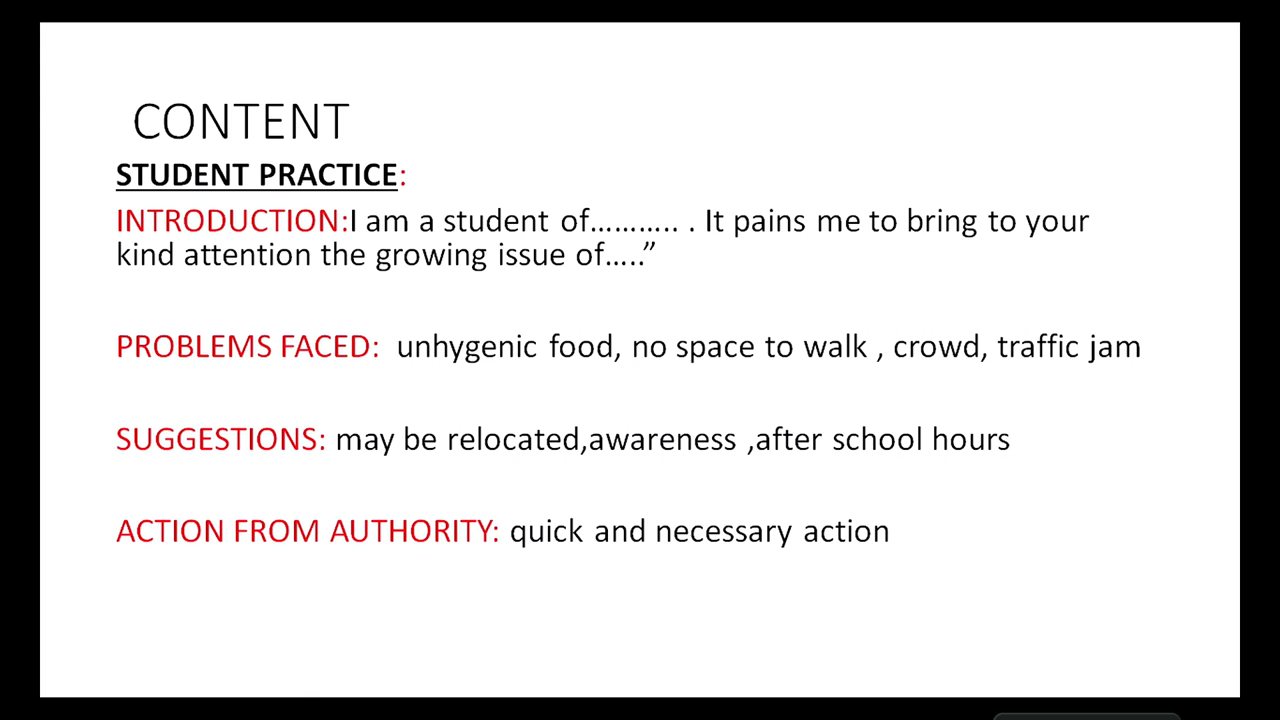 CONTENT
STUDENT PRACTICE:
INTRODUCTION:I am a student of……….. . It pains me to bring to your
kind attention the growing issue of…..”
PROBLEMS FACED: unhygenic food, no space to walk , crowd, traffic jam
SUGGESTIONS: may be relocated,awareness ,after school hours
ACTION FROM AUTHORITY: quick and necessary action